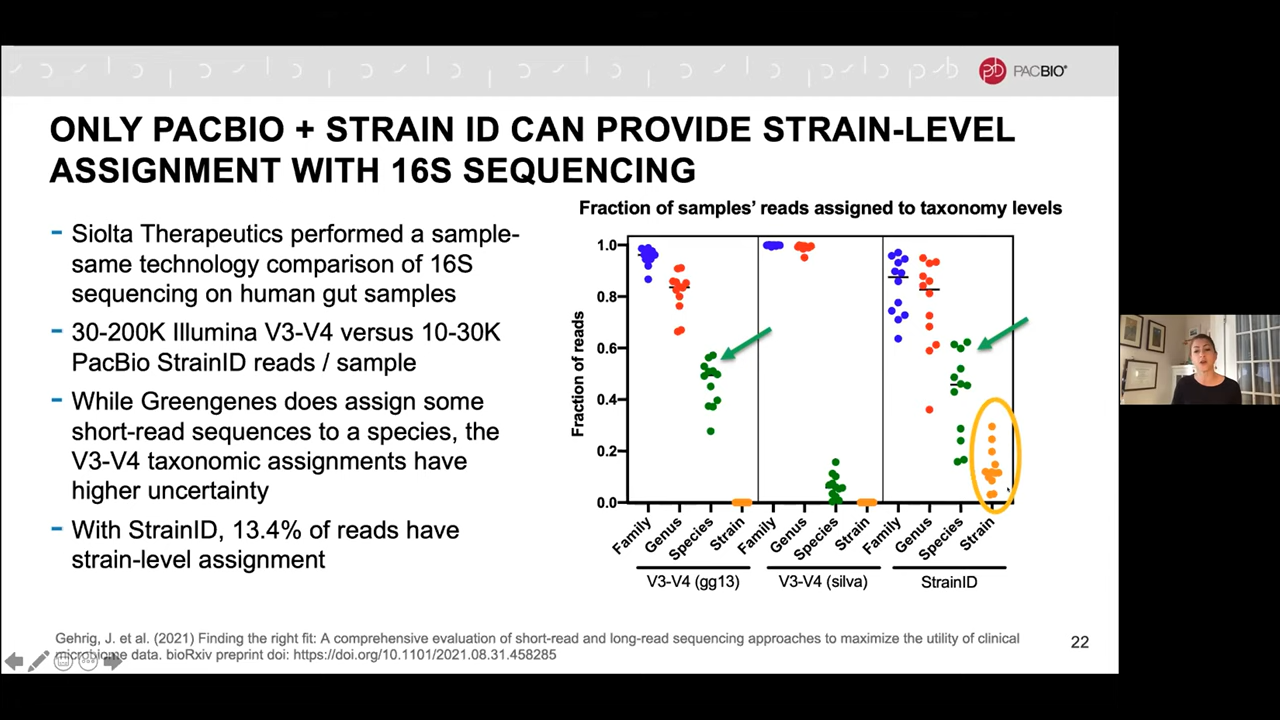 PACBIO®
ONLY PACBIO + STRAIN ID CAN PROVIDE STRAIN-LEVEL
ASSIGNMENT WITH 16S SEQUENCING
Siolta Therapeutics performed a sample-
same technology comparison of 16S
sequencing on human gut samples
30-200K Illumina V3-V4 versus 10-30K
PacBio StrainID reads / sample
While Greengenes does assign some
short-read sequences to a species, the
V3-V4 taxonomic assignments have
higher uncertainty
With StrainID, 13.4% of reads have
strain-level assignment
Fraction of samples' reads assigned to taxonomy levels
Fraction of reads
1.0
0.8
0.6
0.4
0.2
0.0
Family Genus Species Strain Family Genus Species Strain Family Genus Species Strain
V3-V4 (gg13) V3-V4 (silva) StrainID
Gehrig, J. et al. (2021) Finding the right fit: A comprehensive evaluation of short-read and long-read sequencing approaches to maximize the utility of clinical
microbiome data. bioRxiv preprint doi: https://doi.org/10.1101/2021.08.31.458285
22